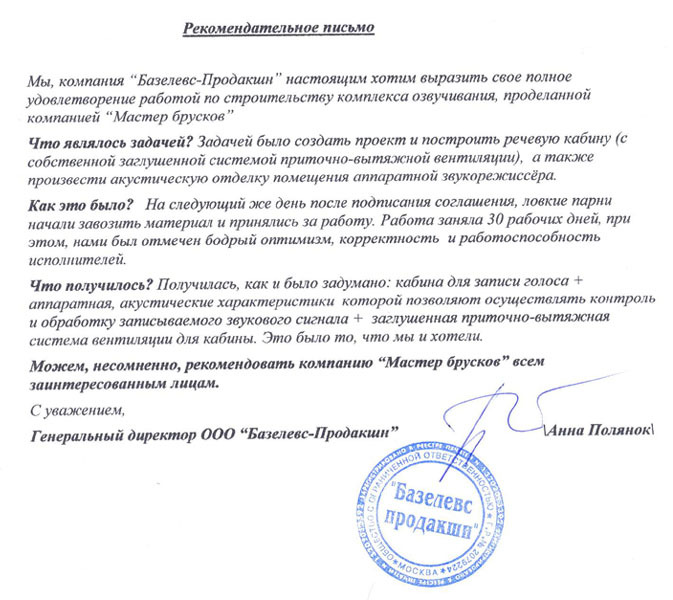 Рекомендательное письмо
Мы, компания “Базелевс-Продакшн” настоящим хотим выразить свое полное
удовлетворение работой по строительству комплекса озвучивания, проделанной
компанией “Мастер брусков”
Что являлось задачей? Задачей было создать проект и построить речевую кабину (с
собственной заглушенной системой приточно-вытяжной вентиляции), а также
произвести акустическую отделку помещения аппаратной звукорежиссёра.
Как это было? На следующий же день после подписания соглашения, ловкие парни
начали завозить материал и принялись за работу. Работа заняла 30 рабочих дней, при
этом, нами был отмечен бодрый оптимизм, корректность и работоспособность
исполнителей.
Что получилось? Получилась, как и было задумано: кабина для записи голоса +
аппаратная, акустические характеристики которой позволяют осуществлять контроль
и обработку записываемого звукового сигнала + заглушенная приточно-вытяжная
система вентиляции для кабины. Это было то, что мы и хотели.
Можем, несомненно, рекомендовать компанию “Мастер брусков” всем
заинтересованным лицам.
С уважением,
Генеральный директор ООО “Базелевс-Продакшн” \Анна Полянок\
ОБЩЕСТВО С ОГРАНИЧЕННОЙ ОТВЕТСТВЕННОСТЬЮ
"Базелевс
продакшн"
МОСКВА